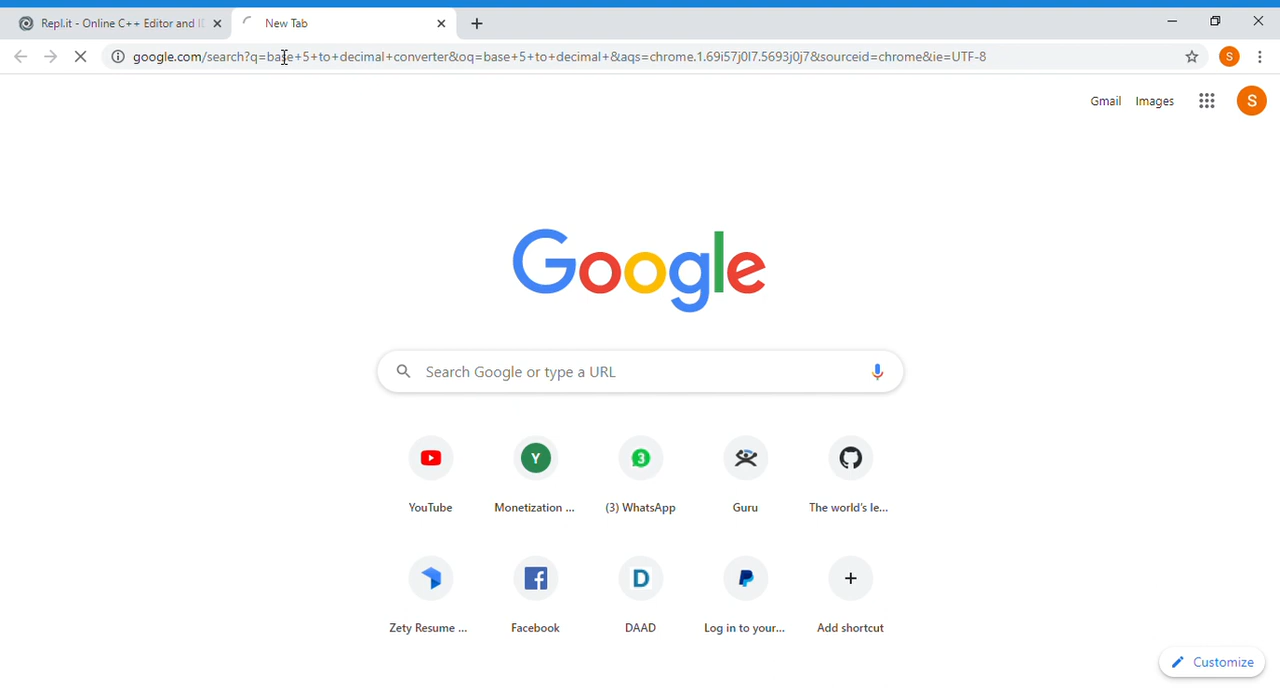 Repl.it - Online C++ Editor and I
New Tab
google.com/search?q=base+5+to+decimal+converter&oq=base+5+to+decimal+&aqs=chrome.1.69i57j0l7.5693j0j7&sourceid=chrome&ie=UTF-8
S
Gmail Images
S
Google
Search Google or type a URL
Y
3
YouTube
Monetization ...
(3) WhatsApp
Guru
The world's le...
D
Zety Resume ...
Facebook
DAAD
Log in to your...
Add shortcut
Customize